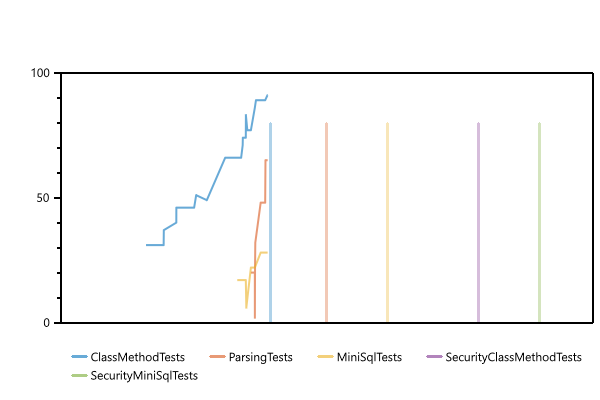 100
50
0
ClassMethodTests ParsingTests MiniSqlTests SecurityClassMethodTests
SecurityMiniSqlTests